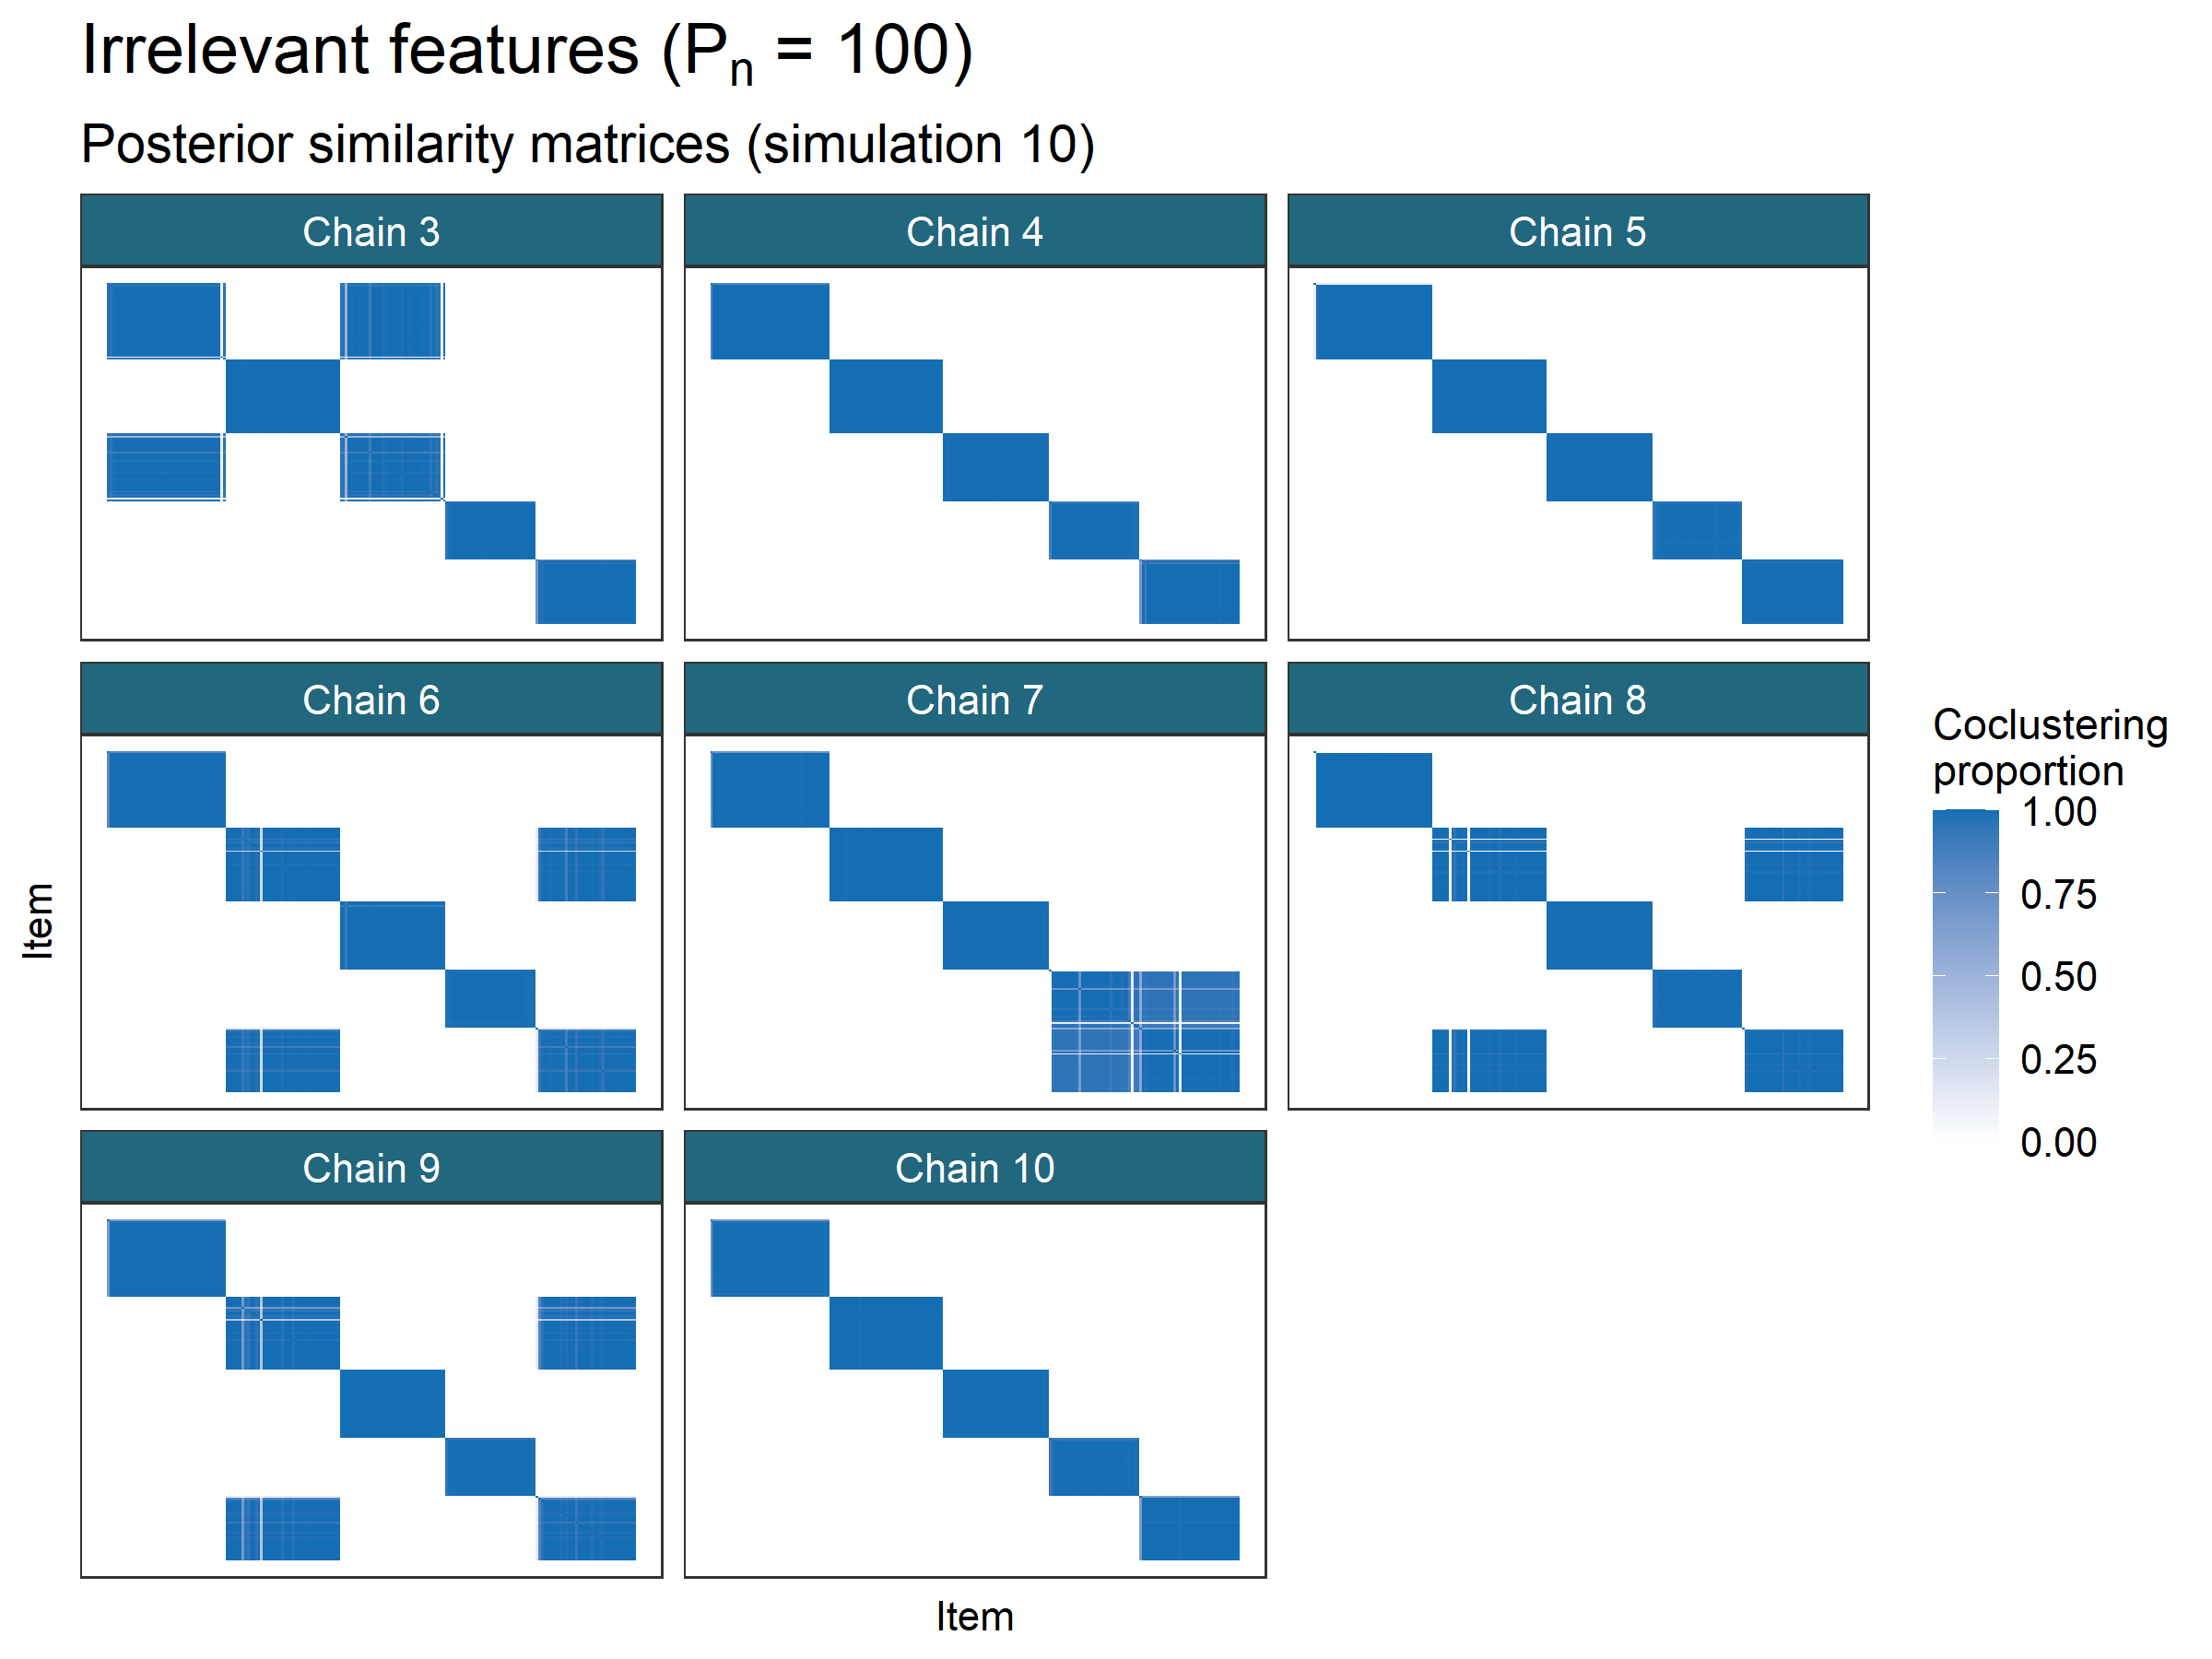 Irrelevant features (Pn = 100)
Posterior similarity matrices (simulation 10)
Chain 3
Chain 4
Chain 5
Chain 6
Chain 7
Chain 8
Chain 9
Chain 10
Item
Item
Coclustering
proportion
1.00
0.75
0.50
0.25
0.00